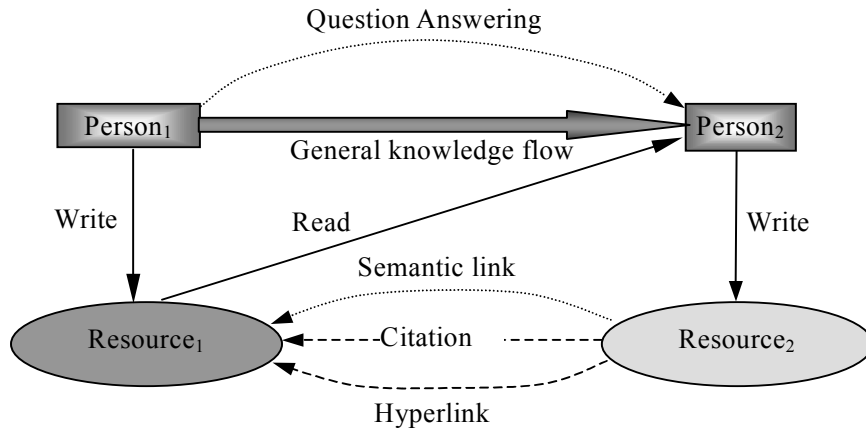 Question Answering
Person₁
Person₂
General knowledge flow
Write
Read
Write
Semantic link
Resource₁
Citation
Resource₂
Hyperlink